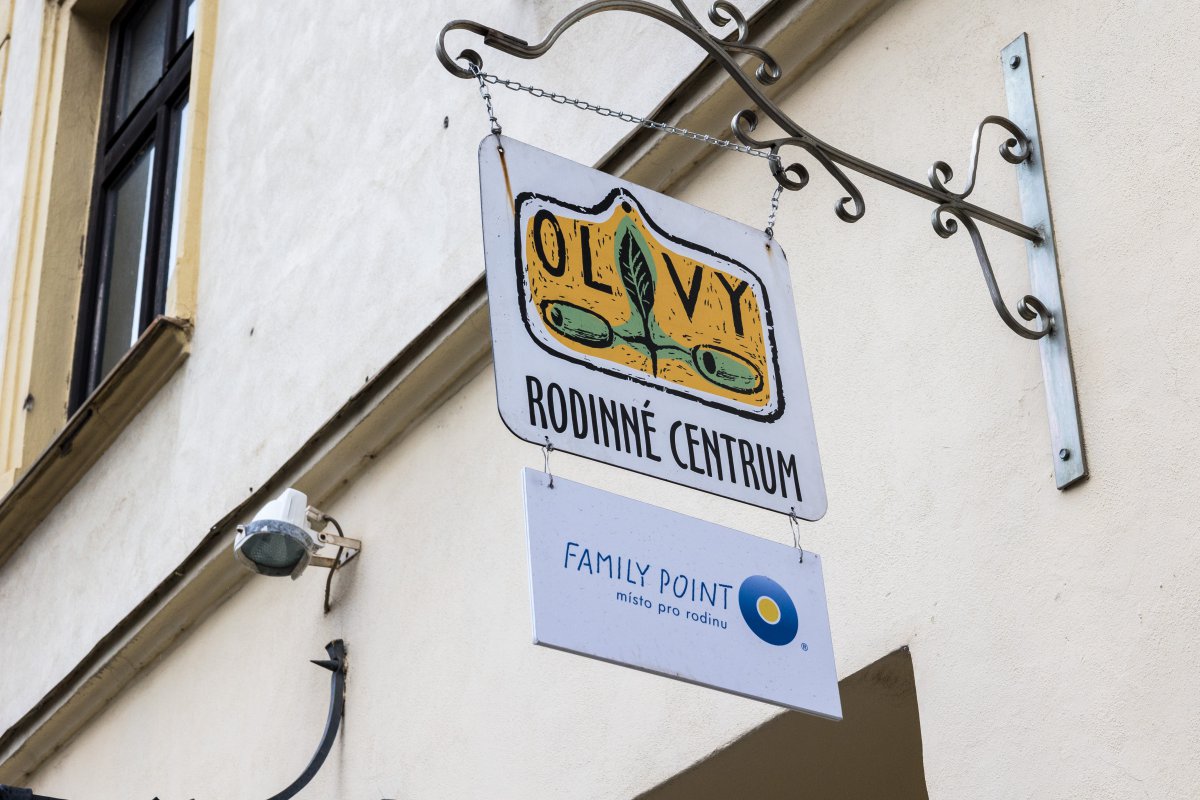 OLIVY
RODINNÉ CENTRUM
FAMILY POINT
místo pro rodinu
®